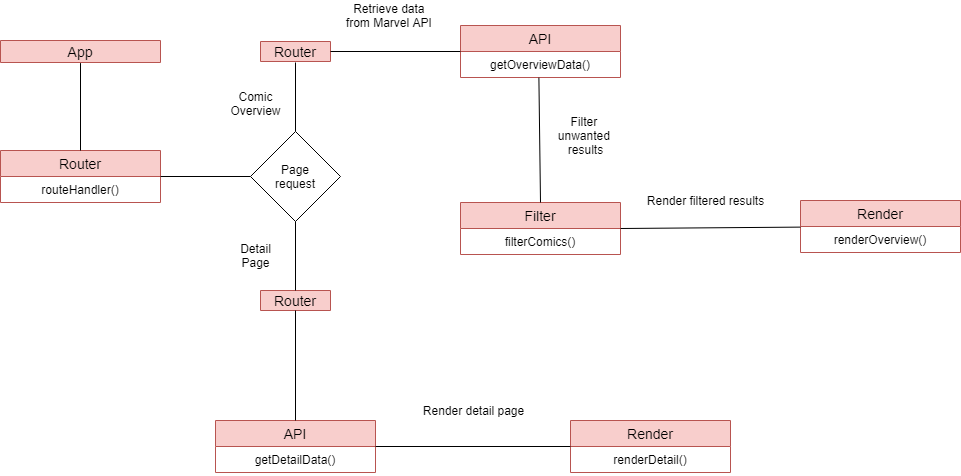 Retrieve data
from Marvel API
App
Router
API
getOverviewData()
Comic
Overview
Filter
unwanted
results
Router
routeHandler()
Page
request
Render filtered results
Filter
filterComics()
Render
renderOverview()
Detail
Page
Router
Render detail page
API
getDetailData()
Render
renderDetail()